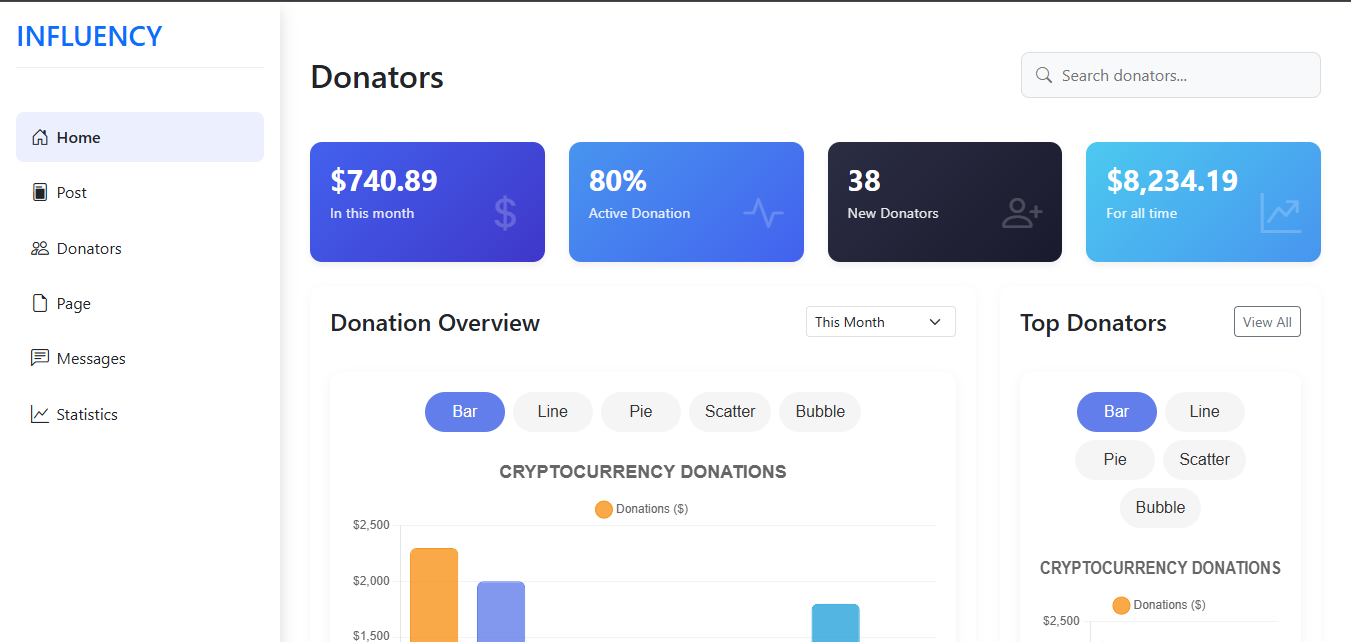 INFLUENCY
Home
Post
Donators
Page
Messages
Statistics
Donators
Search donators...
$740.89
In this month
$
80%
Active Donation
38
New Donators
$8,234.19
For all time
Donation Overview
This Month
Bar Line Pie Scatter Bubble
CRYPTOCURRENCY DONATIONS
Donations ($)
$2,500
$2,000
$1,500
Top Donators
View All
Bar Line
Pie Scatter
Bubble
CRYPTOCURRENCY DONATIONS
Donations ($)
$2,500